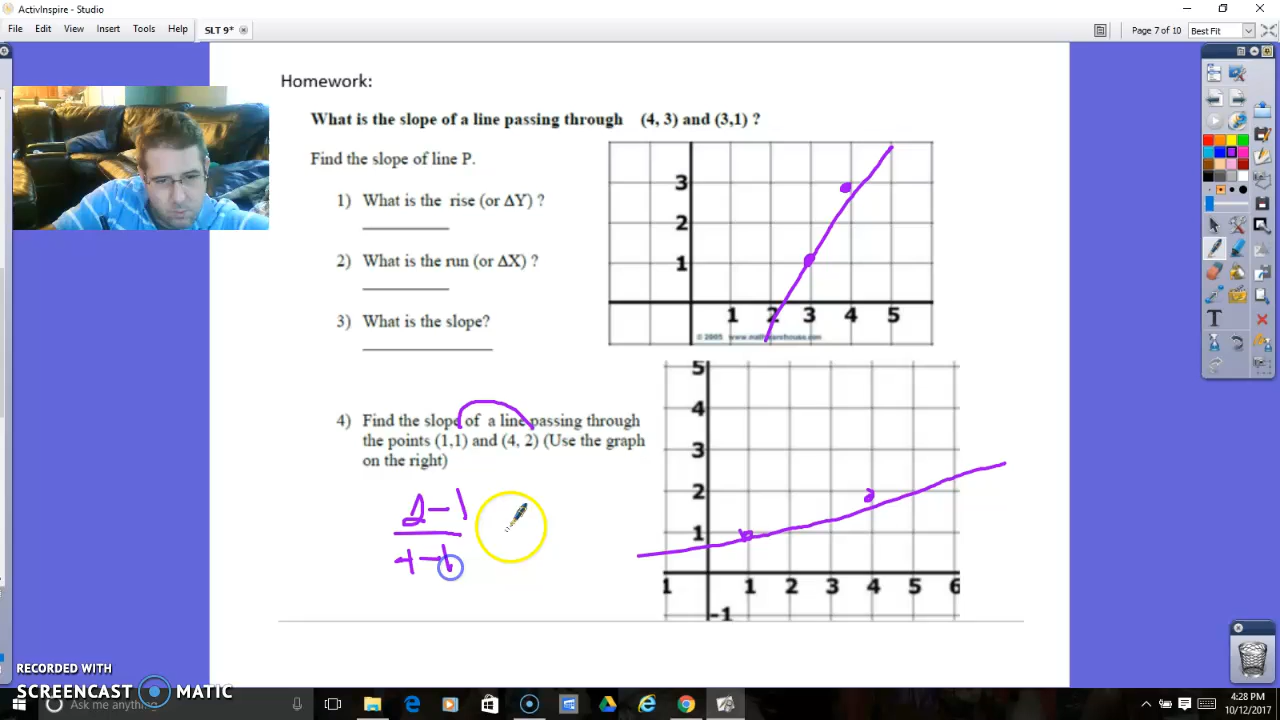 ActivInspire - Studio
File Edit View Insert Tools Help SLT 9* Page 7 of 10 Best Fit
Homework:
What is the slope of a line passing through (4, 3) and (3,1) ?
Find the slope of line P.
1) What is the rise (or ΔY) ?
2) What is the run (or ΔX) ?
3) What is the slope?
3
2
1
1 2 3 4 5
© 2005 www.mathwarehouse.com
4) Find the slope of a line passing through
the points (1,1) and (4, 2) (Use the graph
on the right)
2 - 1
4 - 1
5
4
3
2
1
1 1 2 3 4 5 6
-1
RECORDED WITH
SCREENCAST MATIC
Ask me anything
4:28 PM
10/12/2017